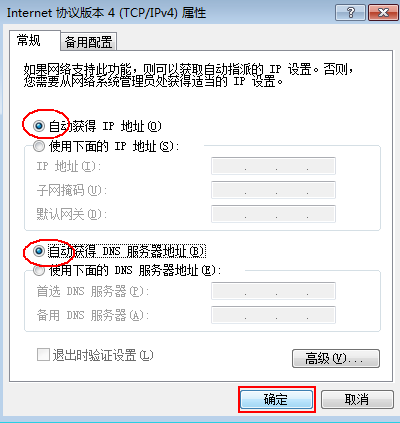 Internet 协议版本 4 (TCP/IPv4) 属性
常规
备用配置
如果网络支持此功能，则可以获取自动指派的 IP 设置。否则，
您需要从网络系统管理员处获得适当的 IP 设置。
自动获得 IP 地址(O)
使用下面的 IP 地址(S):
IP 地址(I):
子网掩码(U):
默认网关(D):
自动获得 DNS 服务器地址(B)
使用下面的 DNS 服务器地址(E):
首选 DNS 服务器(P):
备用 DNS 服务器(A):
退出时验证设置(L)
高级(V)...
确定
取消